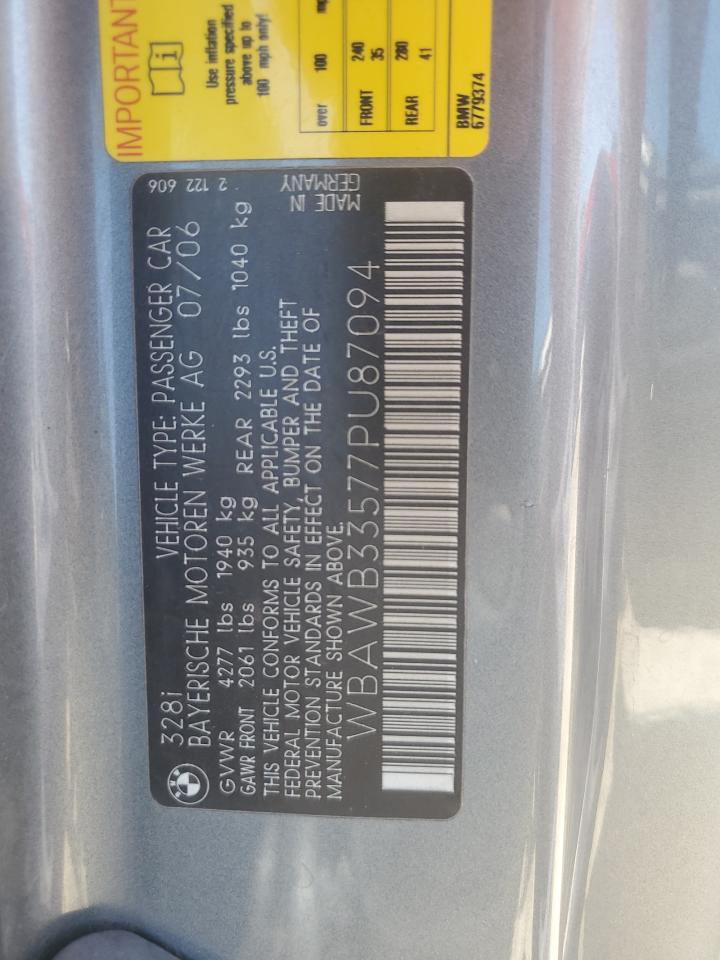 IMPORTANT
Use inflation
pressure specified
above up to
100 mph only!
over 100
FRONT 240
35
REAR 280
41
BMW
6779374
328i VEHICLE TYPE: PASSENGER CAR 2 122 606
BAYERISCHE MOTOREN WERKE AG 07/06
GVWR 4277 lbs 1940 kg
GAWR FRONT 2061 lbs 935 kg REAR 2293 lbs 1040 kg
THIS VEHICLE CONFORMS TO ALL APPLICABLE U.S.
FEDERAL MOTOR VEHICLE SAFETY, BUMPER AND THEFT
PREVENTION STANDARDS IN EFFECT ON THE DATE OF
MANUFACTURE SHOWN ABOVE.
MADE IN
GERMANY
WBAWB33577PU87094